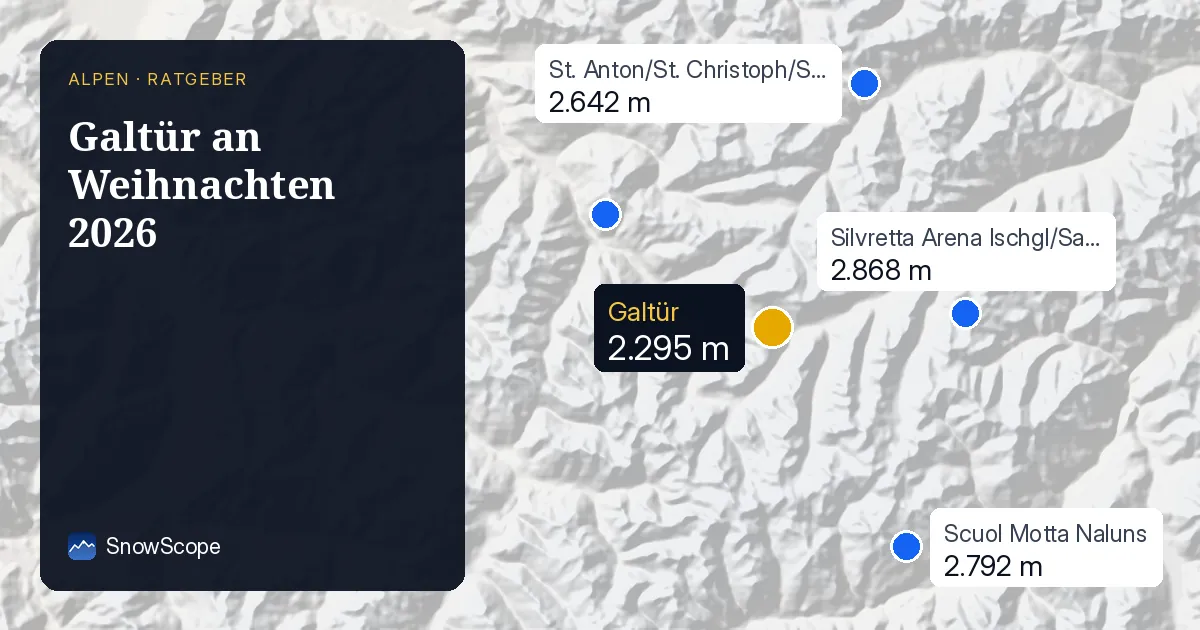 ALPEN · RATGEBER
Galtür an
Weihnachten
2026
SnowScope
St. Anton/St. Christoph/S...
2.642 m
Silvretta Arena Ischgl/Sa...
2.868 m
Galtür
2.295 m
Scuol Motta Naluns
2.792 m